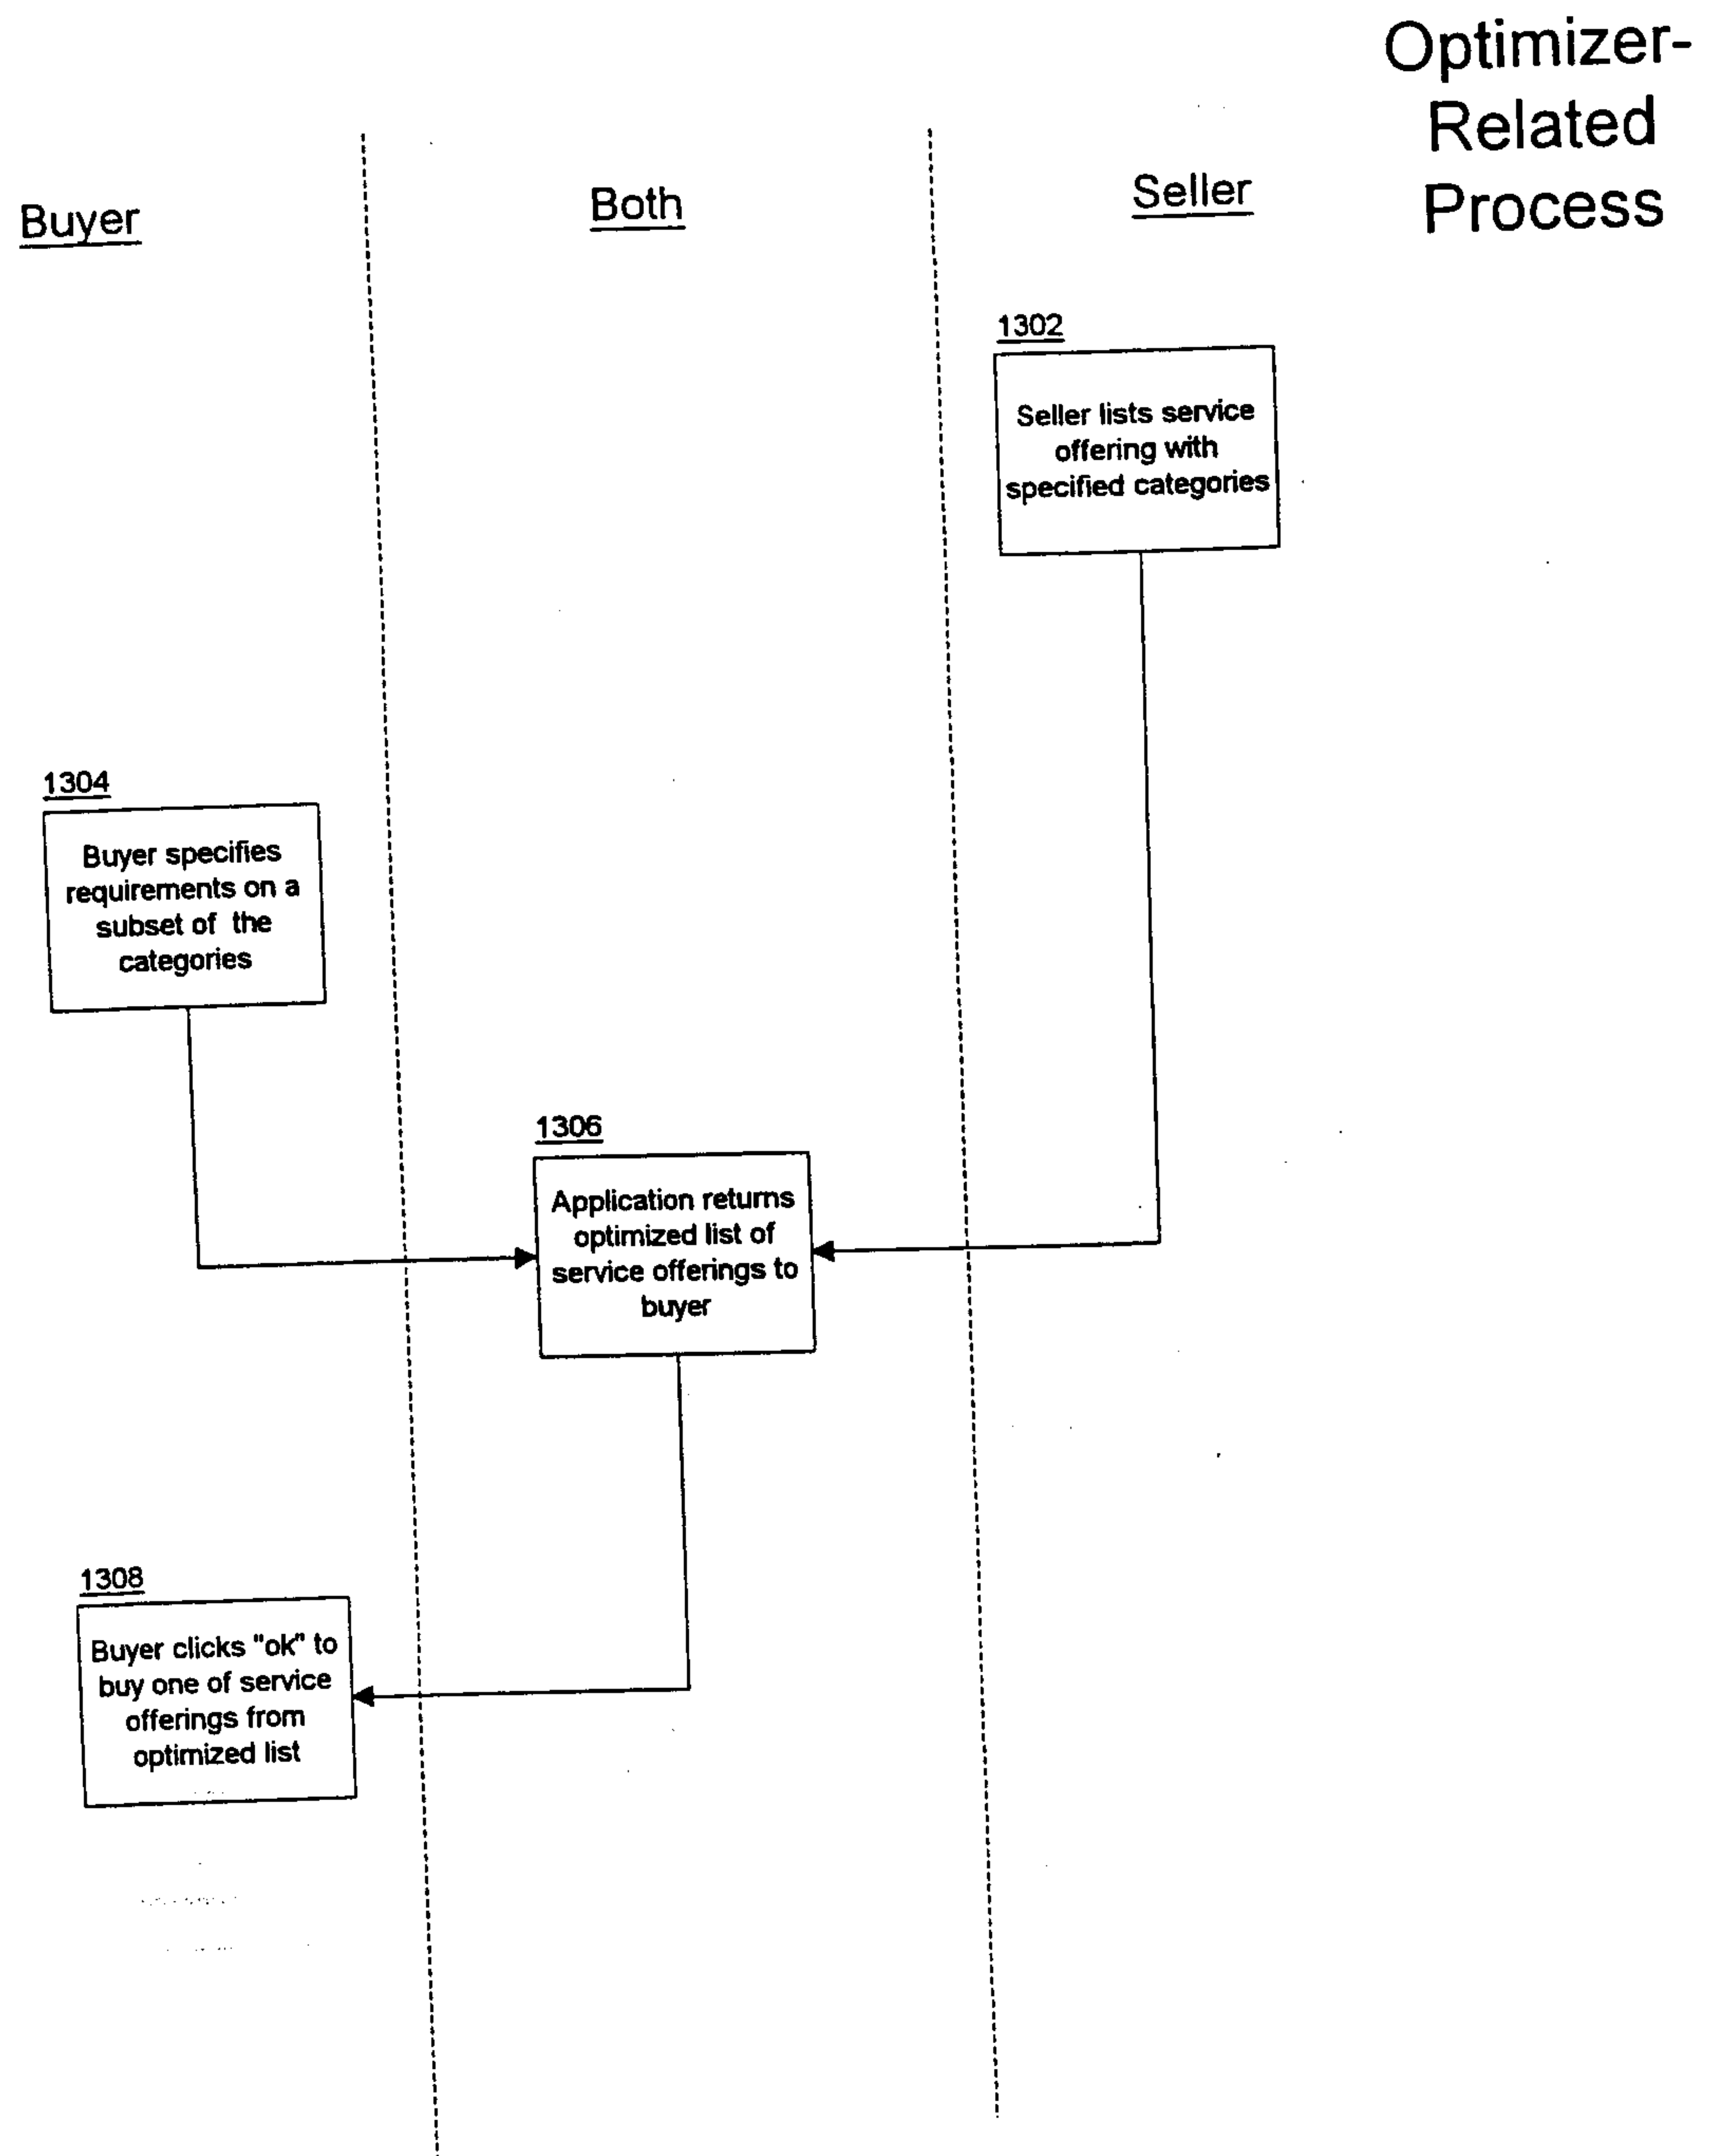 Optimizer-
Related
Process
Buyer
Both
Seller
1302
Seller lists service
offering with
specified categories
1304
Buyer specifies
requirements on a
subset of the
categories
1306
Application returns
optimized list of
service offerings to
buyer
1308
Buyer clicks "ok" to
buy one of service
offerings from
optimized list